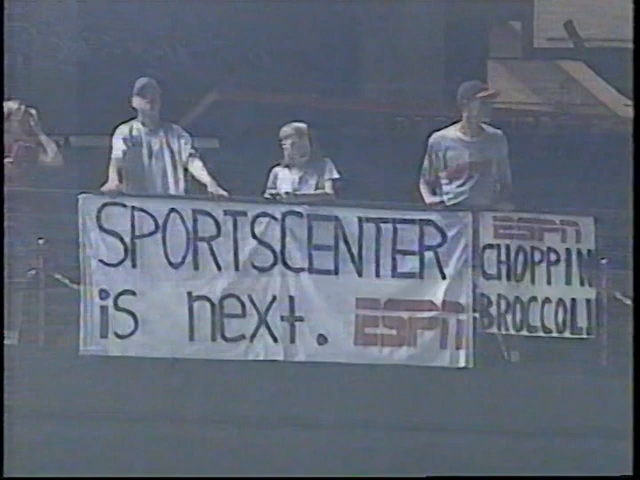 SPORTSCENTER
is next. ESPN
ESPN
CHOPPIN
BROCCOLI